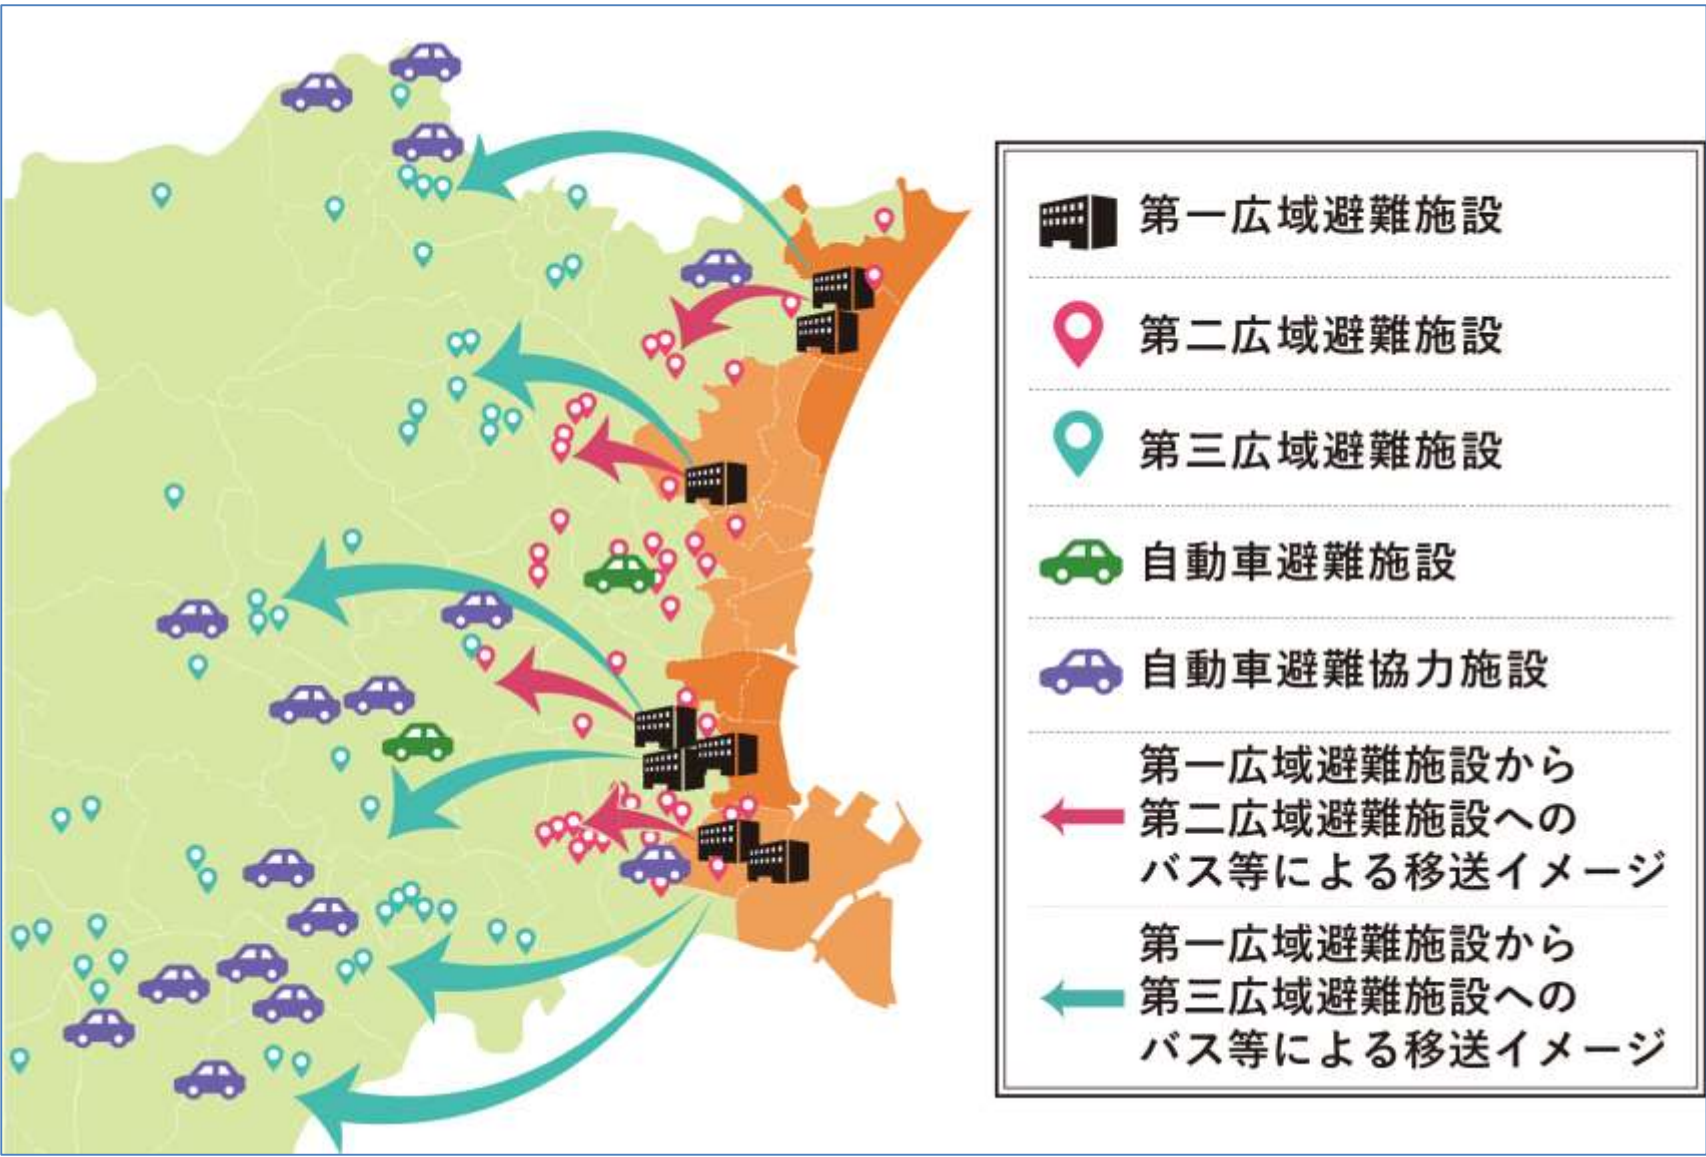 第一広域避難施設
第二広域避難施設
第三広域避難施設
自動車避難施設
自動車避難協力施設
第一広域避難施設から
第二広域避難施設への
バス等による移送イメージ
第一広域避難施設から
第三広域避難施設への
バス等による移送イメージ